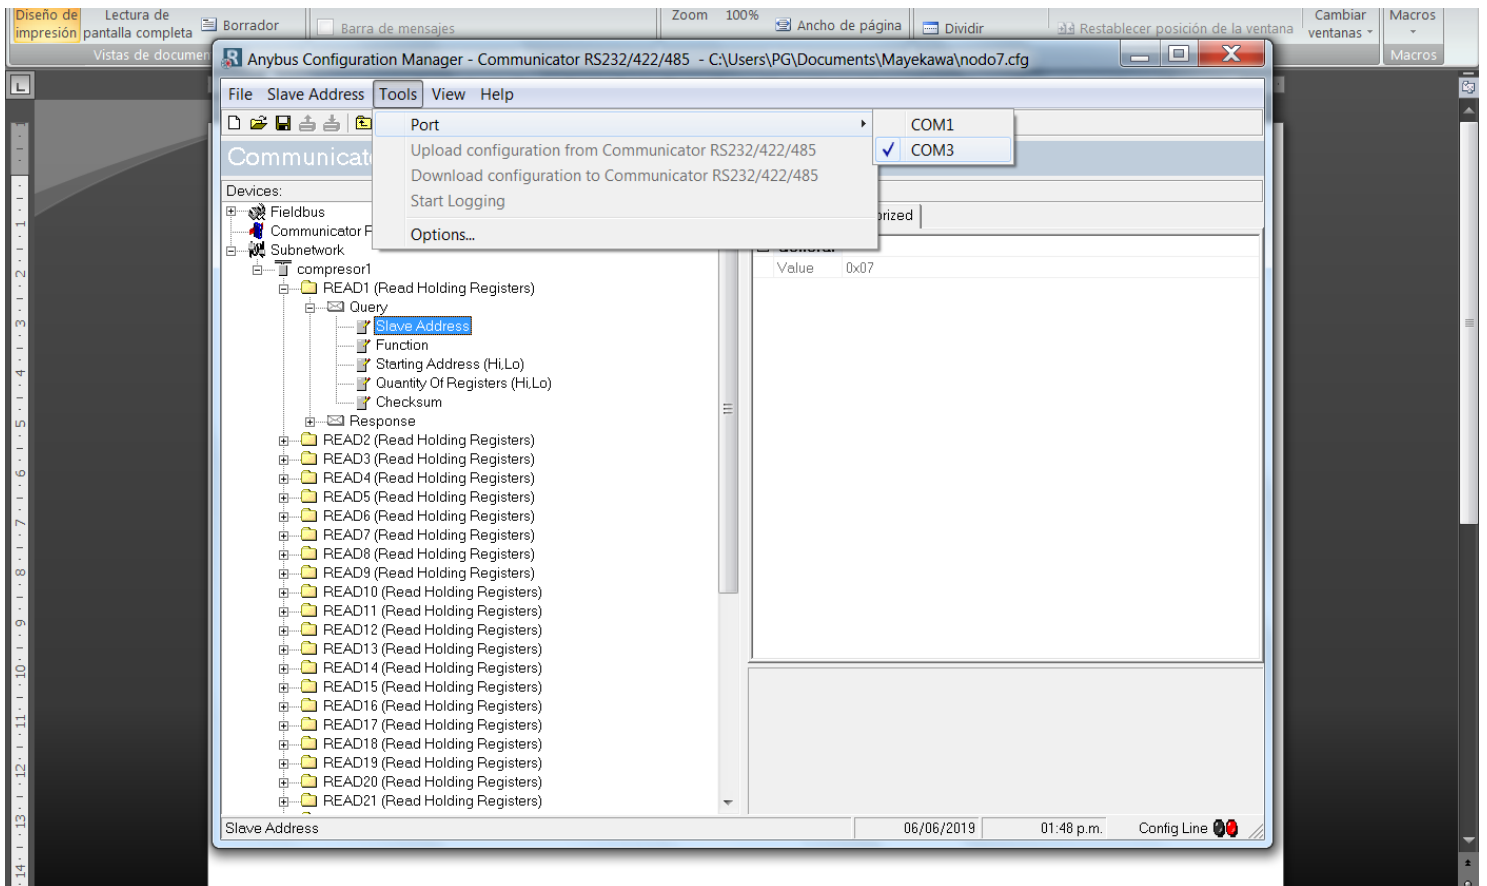 Diseño de impresión
Lectura de pantalla completa
Borrador
Barra de mensajes
Zoom
100%
Ancho de página
Dividir
Restablecer posición de la ventana
Cambiar ventanas
Macros
Macros
Anybus Configuration Manager - Communicator RS232/422/485 - C:\Users\PG\Documents\Mayekawa\nodo7.cfg
File Slave Address Tools View Help
Port
COM1
COM3
Upload configuration from Communicator RS232/422/485
Download configuration to Communicator RS232/422/485
Start Logging
Options...
Devices:
Fieldbus
Subnetwork
compresor1
READ1 (Read Holding Registers)
Query
Slave Address
Function
Starting Address (Hi,Lo)
Quantity Of Registers (Hi,Lo)
Checksum
Response
READ2 (Read Holding Registers)
READ3 (Read Holding Registers)
READ4 (Read Holding Registers)
READ5 (Read Holding Registers)
READ6 (Read Holding Registers)
READ7 (Read Holding Registers)
READ8 (Read Holding Registers)
READ9 (Read Holding Registers)
READ10 (Read Holding Registers)
READ11 (Read Holding Registers)
READ12 (Read Holding Registers)
READ13 (Read Holding Registers)
READ14 (Read Holding Registers)
READ15 (Read Holding Registers)
READ16 (Read Holding Registers)
READ17 (Read Holding Registers)
READ18 (Read Holding Registers)
READ19 (Read Holding Registers)
READ20 (Read Holding Registers)
READ21 (Read Holding Registers)
Value 0x07
Slave Address
06/06/2019
01:48 p.m.
Config Line